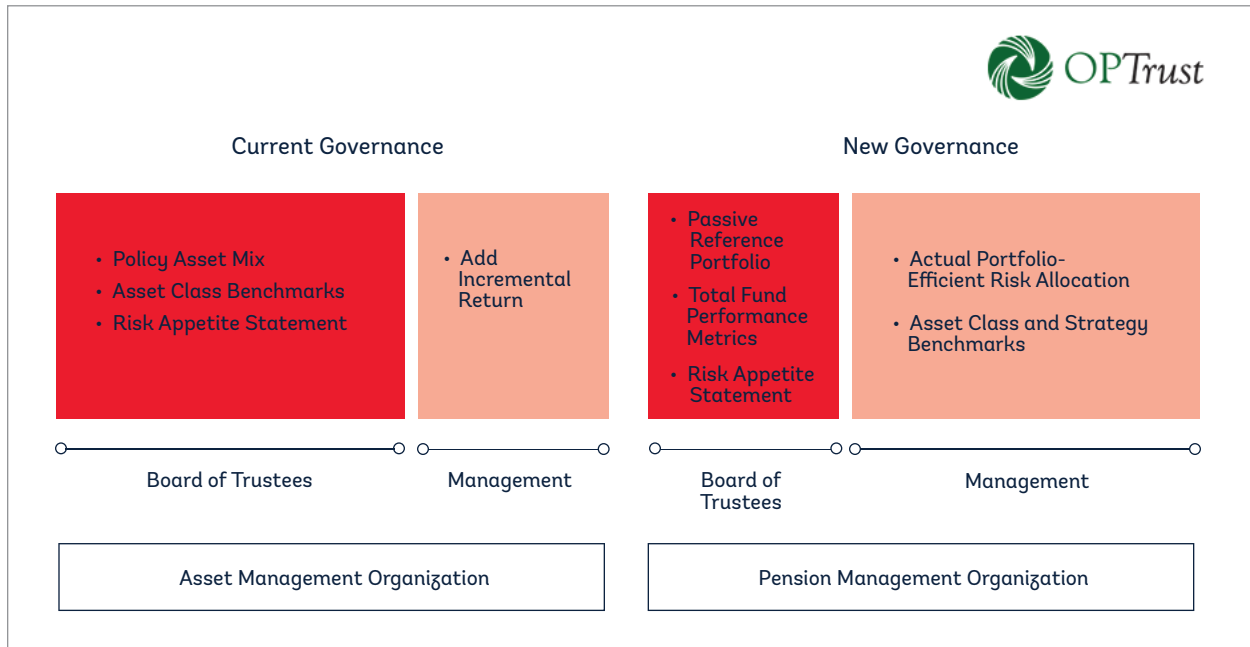 OPTrust
Current Governance
• Policy Asset Mix
• Asset Class Benchmarks
• Risk Appetite Statement
• Add
Incremental
Return
Board of Trustees
Management
Asset Management Organization
New Governance
• Passive
Reference
Portfolio
• Total Fund
Performance
Metrics
• Risk Appetite
Statement
• Actual Portfolio-
Efficient Risk Allocation
• Asset Class and Strategy
Benchmarks
Board of
Trustees
Management
Pension Management Organization